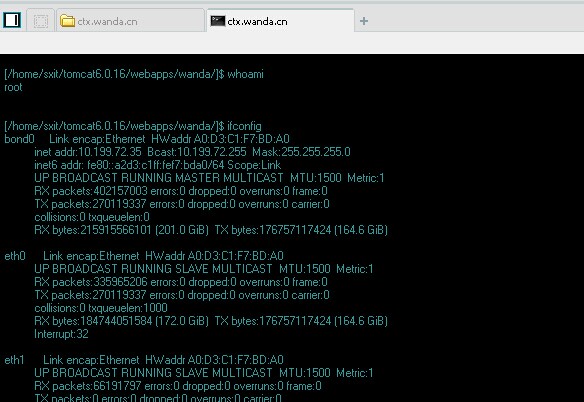 ctx.wanda.cn
ctx.wanda.cn
[/home/sxit/tomcat6.0.16/webapps/wanda/]$ whoami
root
[/home/sxit/tomcat6.0.16/webapps/wanda/]$ ifconfig
bond0 Link encap:Ethernet HWaddr A0:D3:C1:F7:BD:A0
inet addr:10.199.72.35 Bcast:10.199.72.255 Mask:255.255.255.0
inet6 addr: fe80::a2d3:c1ff:fef7:bda0/64 Scope:Link
UP BROADCAST RUNNING MASTER MULTICAST MTU:1500 Metric:1
RX packets:402157003 errors:0 dropped:0 overruns:0 frame:0
TX packets:270119337 errors:0 dropped:0 overruns:0 carrier:0
collisions:0 txqueuelen:0
RX bytes:215915566101 (201.0 GiB) TX bytes:176757117424 (164.6 GiB)
eth0 Link encap:Ethernet HWaddr A0:D3:C1:F7:BD:A0
UP BROADCAST RUNNING SLAVE MULTICAST MTU:1500 Metric:1
RX packets:335965206 errors:0 dropped:0 overruns:0 frame:0
TX packets:270119337 errors:0 dropped:0 overruns:0 carrier:0
collisions:0 txqueuelen:1000
RX bytes:184744051584 (172.0 GiB) TX bytes:176757117424 (164.6 GiB)
Interrupt:32
eth1 Link encap:Ethernet HWaddr A0:D3:C1:F7:BD:A0
UP BROADCAST RUNNING SLAVE MULTICAST MTU:1500 Metric:1
RX packets:66191797 errors:0 dropped:0 overruns:0 frame:0
TX packets:0 errors:0 dropped:0 overruns:0 carrier:0